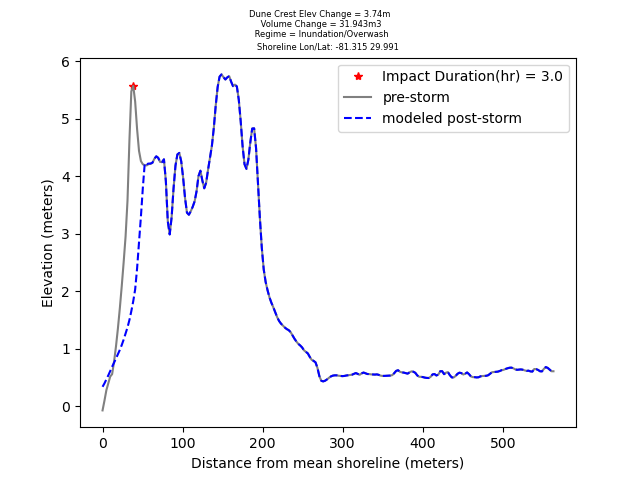 Dune Crest Elev Change = 3.74m
Volume Change = 31.943m3
Regime = Inundation/Overwash
Shoreline Lon/Lat: -81.315 29.991
Impact Duration(hr) = 3.0
pre-storm
modeled post-storm
Elevation (meters)
6
5
4
3
2
1
0
0 100 200 300 400 500
Distance from mean shoreline (meters)